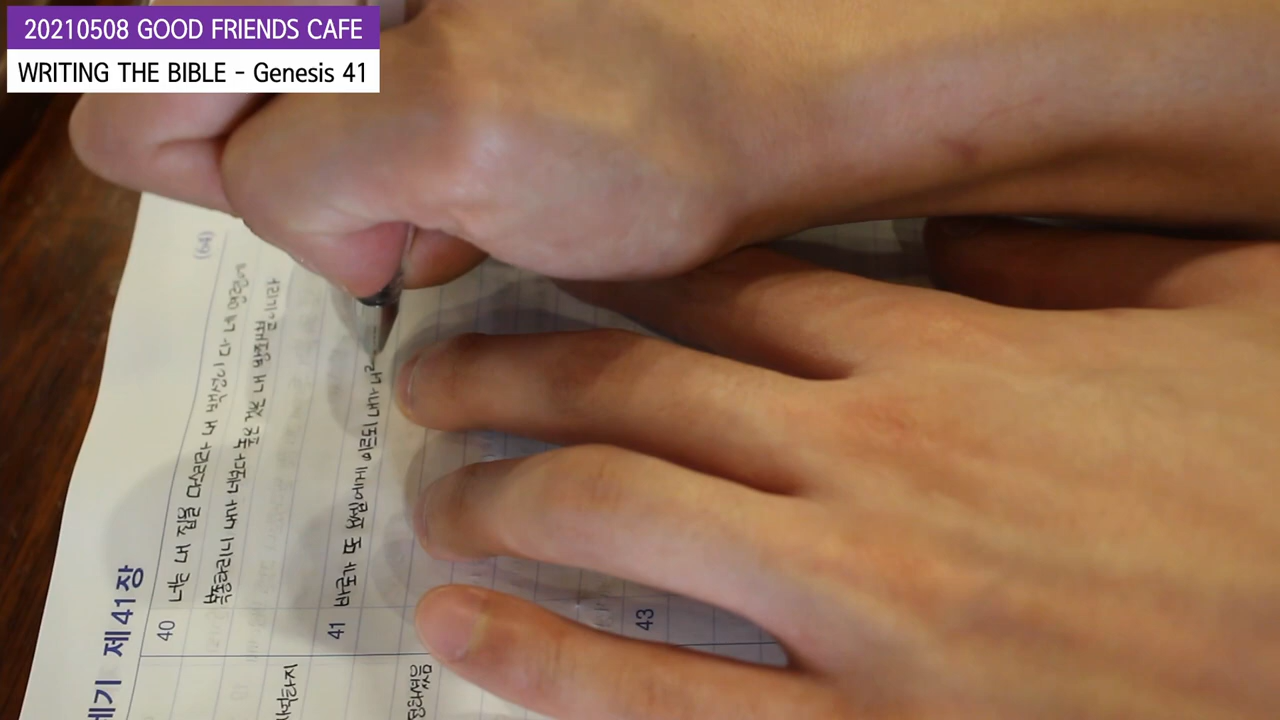 20210508 GOOD FRIENDS CAFE
WRITING THE BIBLE - Genesis 41
(64)
제 41 장
40 너는 내 집을 다스리라 내 백성이 다 네 명령에
복종하리니 내가 너보다 높은 것은 내 왕좌뿐
이니라
41 바로가 또 요셉에게 이르되 내가 너
43